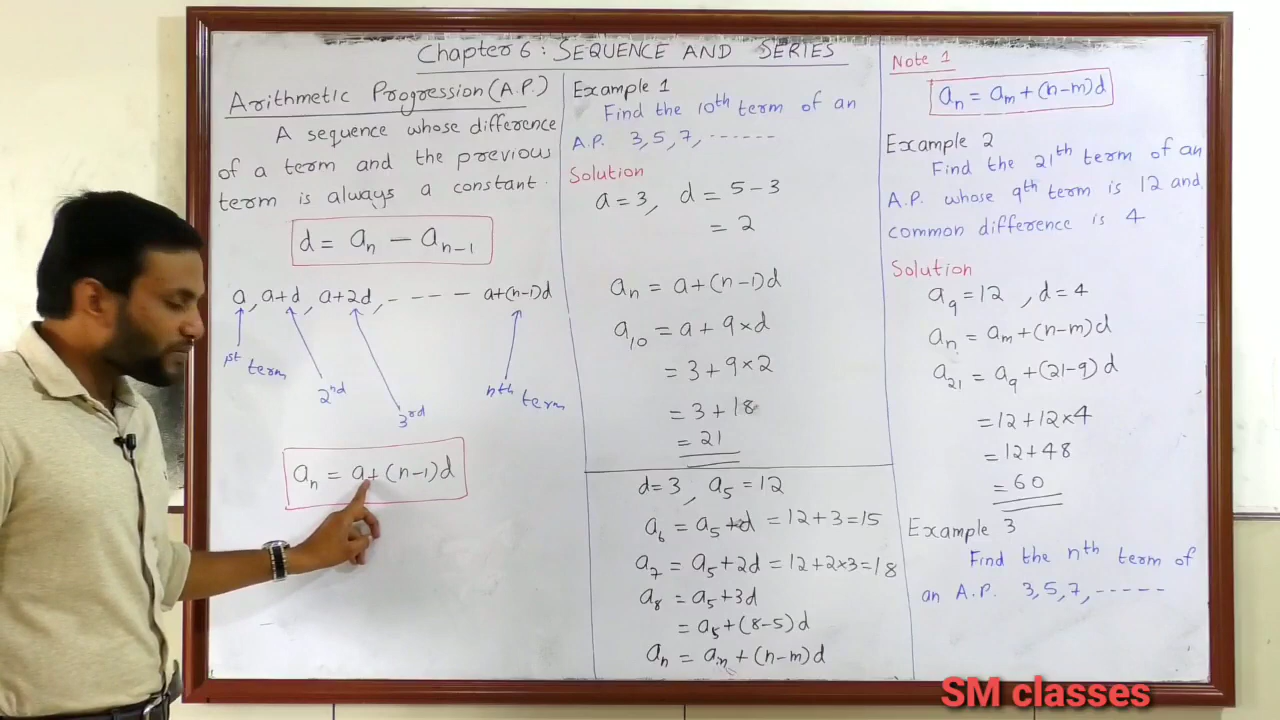 Chapter 6 : SEQUENCE AND SERIES
Arithmetic Progression (A.P.)
A sequence whose difference
of a term and the previous
term is always a constant.
d = aₙ − aₙ₋₁
a, a+d, a+2d, - - - - a+(n-1)d
1st term
2nd
3rd
nth term
aₙ = a+(n-1)d
Example 1
Find the 10th term of an
A.P. 3, 5, 7, ------
Solution
a = 3, d = 5 - 3
= 2
aₙ = a+(n-1)d
a₁₀ = a + 9×d
= 3 + 9×2
= 3 + 18
= 21
d=3, a₅ = 12
a₆ = a₅+d = 12+3=15
a₇ = a₅+2d = 12+2×3=18
a₈ = a₅+3d
= a₅+(8-5)d
aₙ = aₘ + (n-m)d
Note 1
aₙ = aₘ + (n-m)d
Example 2
Find the 21th term of an
A.P. whose 9th term is 12 and
common difference is 4
Solution
a₉ = 12 , d = 4
aₙ = aₘ + (n-m)d
a₂₁ = a₉ + (21-9)d
= 12 + 12×4
= 12 + 48
= 60
Example 3
Find the nth term of
an A.P. 3, 5, 7, -----
SM classes